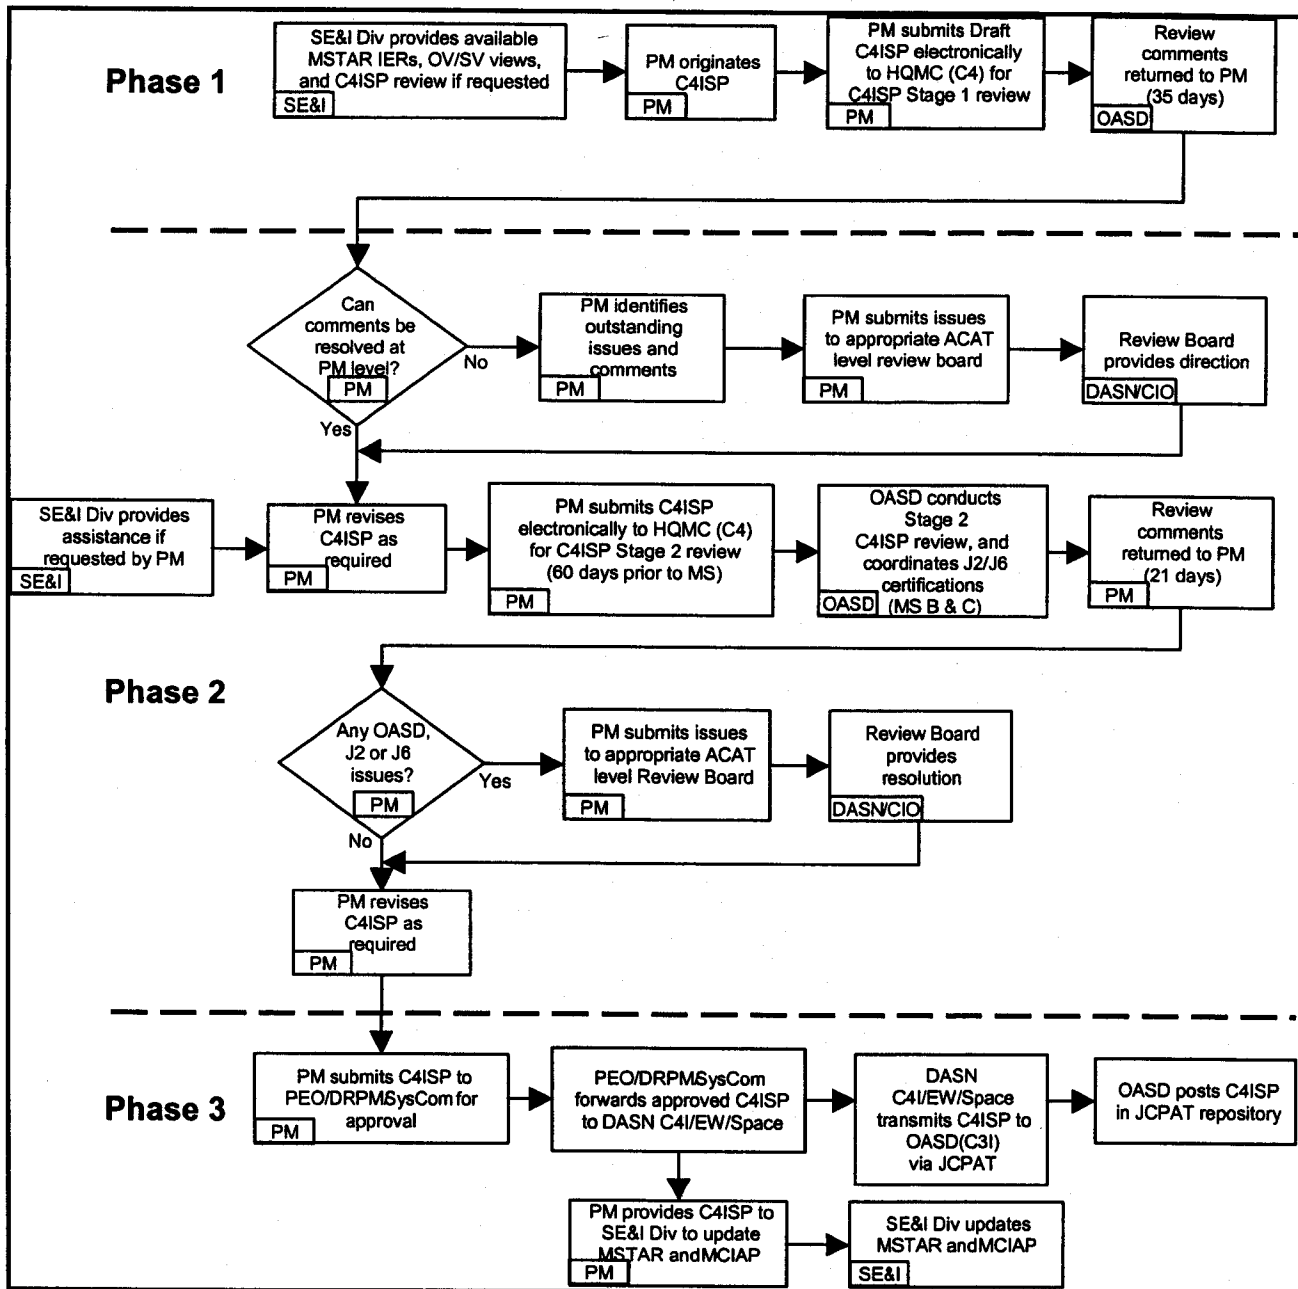 Phase 1
SE&I Div provides available
MSTAR IERs, OV/SV views,
and C4ISP review if requested
SE&I
PM originates
C4ISP
PM
PM submits Draft
C4ISP electronically
to HQMC (C4) for
C4ISP Stage 1 review
PM
Review
comments
returned to PM
(35 days)
OASD
Can
comments be
resolved at
PM level?
PM
No
Yes
PM identifies
outstanding
issues and
comments
PM
PM submits issues
to appropriate ACAT
level review board
PM
Review Board
provides direction
DASN/CIO
SE&I Div provides
assistance if
requested by PM
SE&I
PM revises
C4ISP as
required
PM
PM submits C4ISP
electronically to HQMC (C4)
for C4ISP Stage 2 review
(60 days prior to MS)
PM
OASD conducts
Stage 2
C4ISP review, and
coordinates J2/J6
certifications
(MS B & C)
OASD
Review
comments
returned to PM
(21 days)
PM
Phase 2
Any OASD,
J2 or J6
issues?
PM
Yes
No
PM submits issues
to appropriate ACAT
level Review Board
PM
Review Board
provides
resolution
DASN/CIO
PM revises
C4ISP as
required
PM
Phase 3
PM submits C4ISP to
PEO/DRPM/SysCom for
approval
PM
PEO/DRPM/SysCom
forwards approved C4ISP
to DASN C4I/EW/Space
DASN
C4I/EW/Space
transmits C4ISP to
OASD(C3I)
via JCPAT
OASD posts C4ISP
in JCPAT repository
PM provides C4ISP to
SE&I Div to update
MSTAR and MCIAP
PM
SE&I Div updates
MSTAR and MCIAP
SE&I